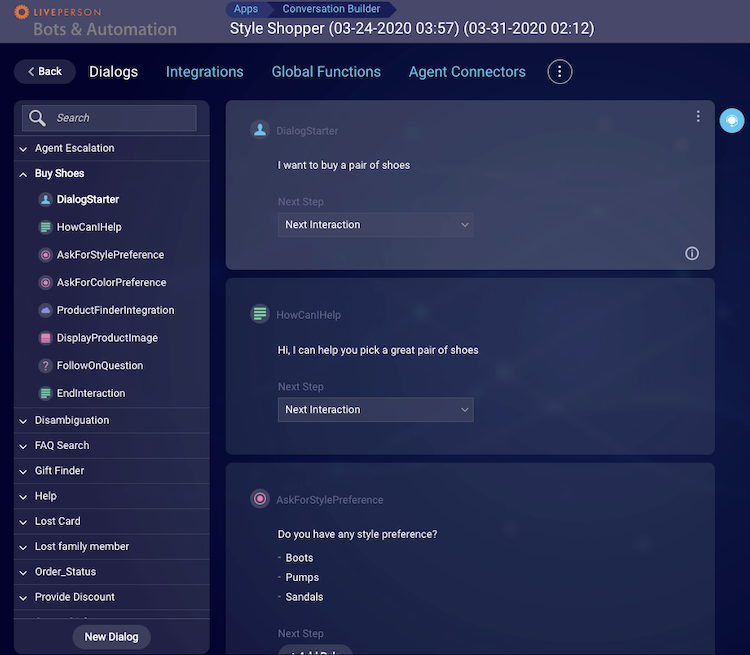 LIVEPERSON
Bots & Automation
Apps
Conversation Builder
Style Shopper (03-24-2020 03:57) (03-31-2020 02:12)
Back
Dialogs
Integrations
Global Functions
Agent Connectors
Search
Agent Escalation
Buy Shoes
DialogStarter
HowCanIHelp
AskForStylePreference
AskForColorPreference
ProductFinderIntegration
DisplayProductImage
FollowOnQuestion
EndInteraction
Disambiguation
FAQ Search
Gift Finder
Help
Lost Card
Lost family member
Order_Status
Provide Discount
New Dialog
DialogStarter
I want to buy a pair of shoes
Next Step
Next Interaction
HowCanIHelp
Hi, I can help you pick a great pair of shoes
Next Step
Next Interaction
AskForStylePreference
Do you have any style preference?
- Boots
- Pumps
- Sandals
Next Step